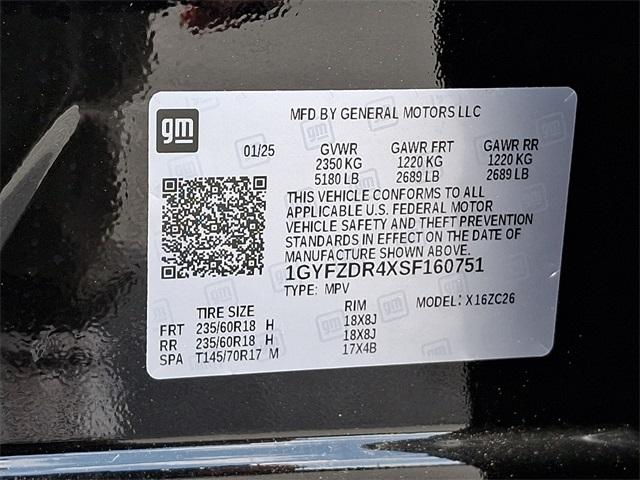 gm
MFD BY GENERAL MOTORS LLC
01/25 GVWR GAWR FRT GAWR RR
2350 KG 1220 KG 1220 KG
5180 LB 2689 LB 2689 LB
THIS VEHICLE CONFORMS TO ALL
APPLICABLE U.S. FEDERAL MOTOR
VEHICLE SAFETY AND THEFT PREVENTION
STANDARDS IN EFFECT ON THE DATE OF
MANUFACTURE SHOWN ABOVE.
1GYFZDR4XSF160751
TYPE: MPV
TIRE SIZE RIM MODEL: X16ZC26
FRT 235/60R18 H 18X8J
RR 235/60R18 H 18X8J
SPA T145/70R17 M 17X4B